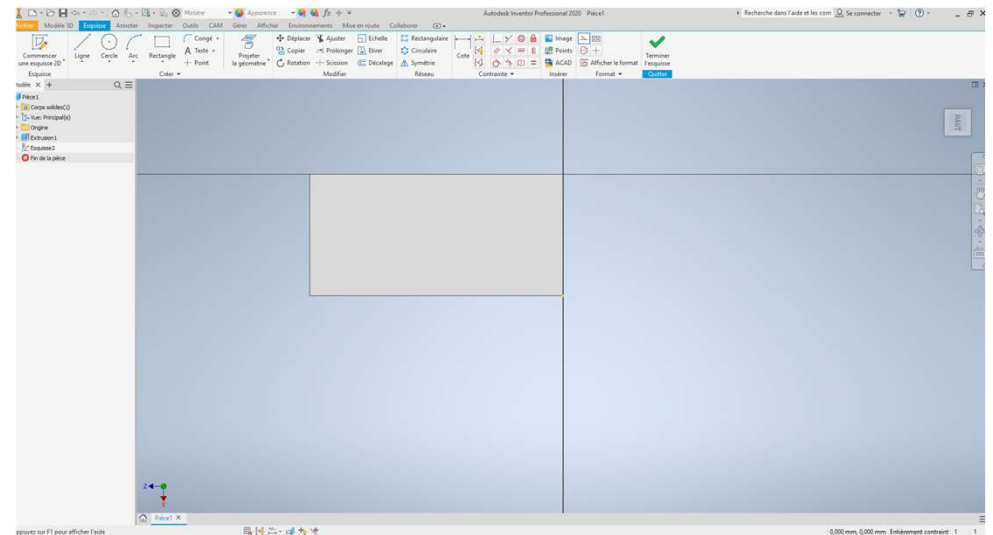 Matière Apparence fx Autodesk Inventor Professional 2020 Pièce1 Recherche dans l'aide et les com Se connecter
Fichier Modèle 3D Esquisse Annoter Inspecter Outils CAM Gérer Afficher Environnements Mise en route Collaborer
Congé Déplacer Ajuster Echelle Rectangulaire Image
A Texte Copier Prolonger Etirer Circulaire Points
Commencer une esquisse 2D Ligne Cercle Arc Rectangle Point Projeter la géométrie Rotation Scission Décalage Symétrie Cote ACAD Afficher le format Terminer l'esquisse
Esquisse Créer Modifier Réseau Contrainte Insérer Format Quitter
Modèle × +
Pièce1
Corps solides(1)
Vue: Principal(e)
Origine
Extrusion1
Esquisse2
Fin de la pièce
HAUT
Z
X
Pièce1 ×
ppuyez sur F1 pour afficher l'aide 0,000 mm, 0,000 mm Entièrement contraint 1 1